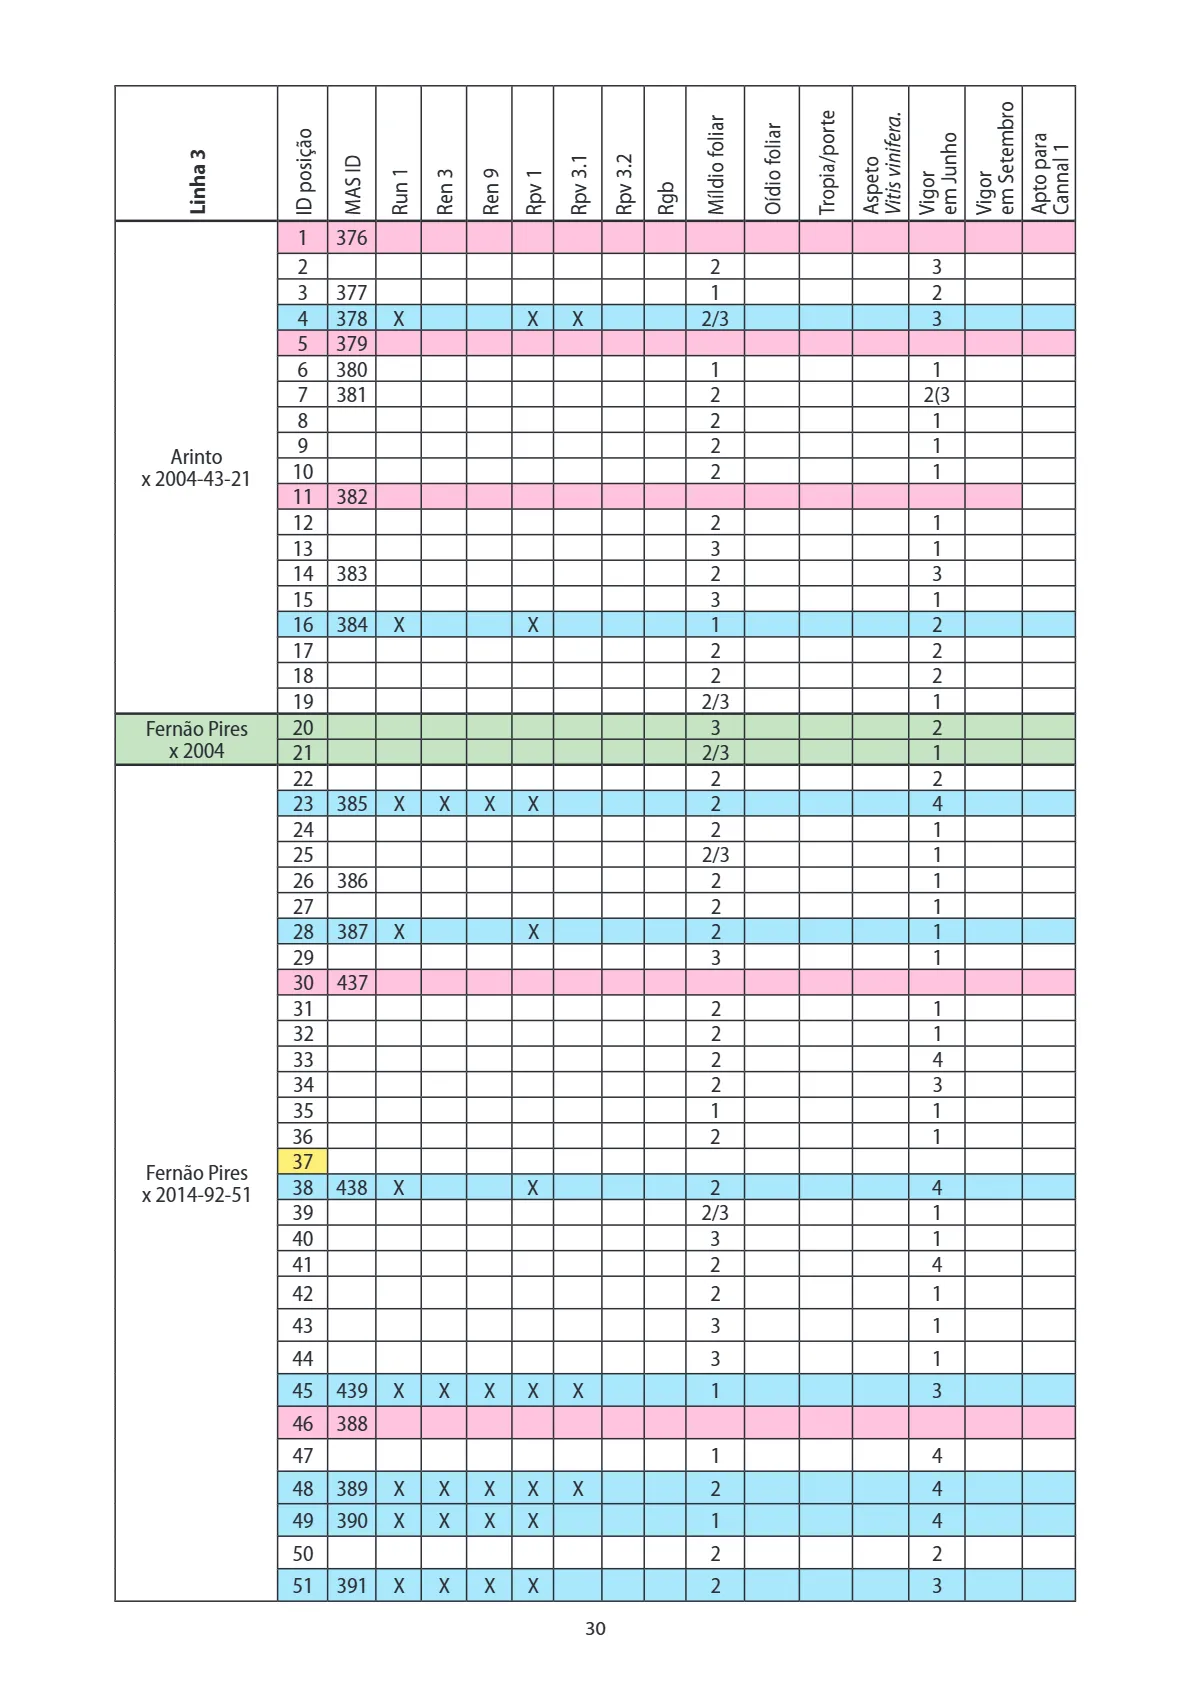 Linha 3 ID posição MAS ID Run 1 Ren 3 Ren 9 Rpv 1 Rpv 3.1 Rpv 3.2 Rgb Míldio foliar Oídio foliar Tropia/porte Aspeto Vitis vinifera. Vigor em Junho Vigor em Setembro Apto para Cannal 1
Arinto
x 2004-43-21
1 376
2 2 3
3 377 1 2
4 378 X X X 2/3 3
5 379
6 380 1 1
7 381 2 2(3
8 2 1
9 2 1
10 2 1
11 382
12 2 1
13 3 1
14 383 2 3
15 3 1
16 384 X X 1 2
17 2 2
18 2 2
19 2/3 1
Fernão Pires
x 2004
20 3 2
21 2/3 1
Fernão Pires
x 2014-92-51
22 2 2
23 385 X X X X 2 4
24 2 1
25 2/3 1
26 386 2 1
27 2 1
28 387 X X 2 1
29 3 1
30 437
31 2 1
32 2 1
33 2 4
34 2 3
35 1 1
36 2 1
37
38 438 X X 2 4
39 2/3 1
40 3 1
41 2 4
42 2 1
43 3 1
44 3 1
45 439 X X X X X 1 3
46 388
47 1 4
48 389 X X X X X 2 4
49 390 X X X X 1 4
50 2 2
51 391 X X X X 2 3
30